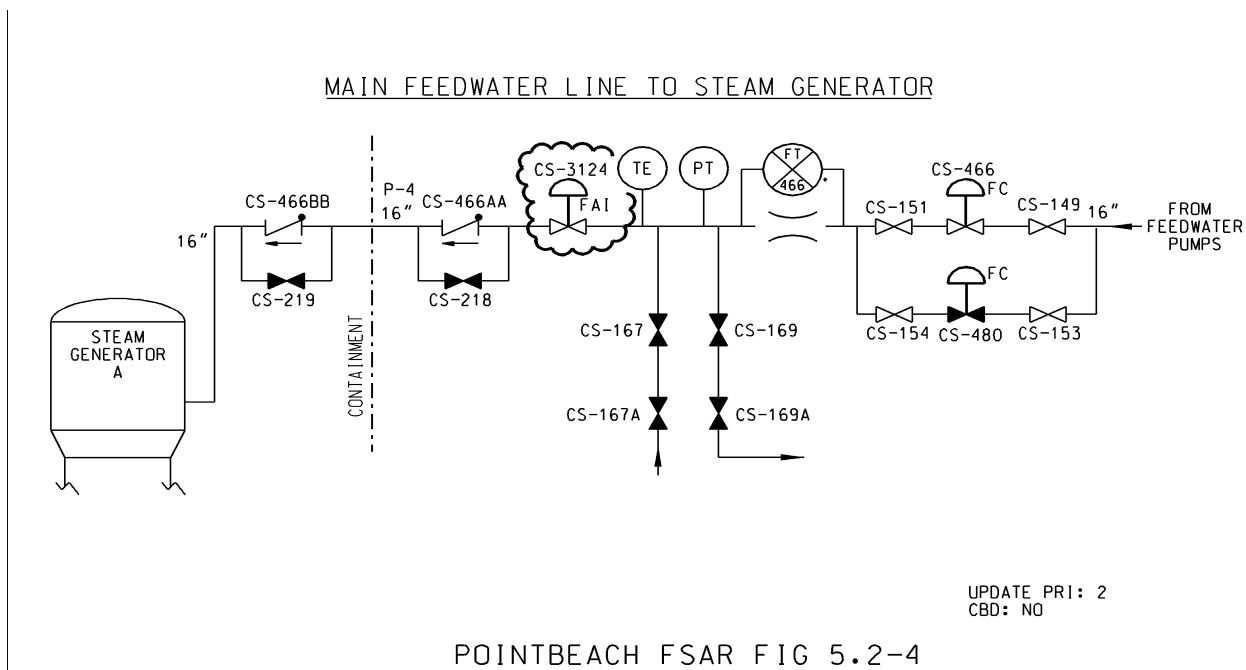 MAIN FEEDWATER LINE TO STEAM GENERATOR
CS-3124
FAI
TE
PT
FT
466
CS-466
FC
CS-466BB
P-4
16"
CS-466AA
CS-151
CS-149
16"
FROM
FEEDWATER
PUMPS
16"
CS-219
CS-218
FC
CS-154
CS-480
CS-153
STEAM
GENERATOR
A
CONTAINMENT
CS-167
CS-169
CS-167A
CS-169A
UPDATE PRI: 2
CBD: NO
POINTBEACH FSAR FIG 5.2-4